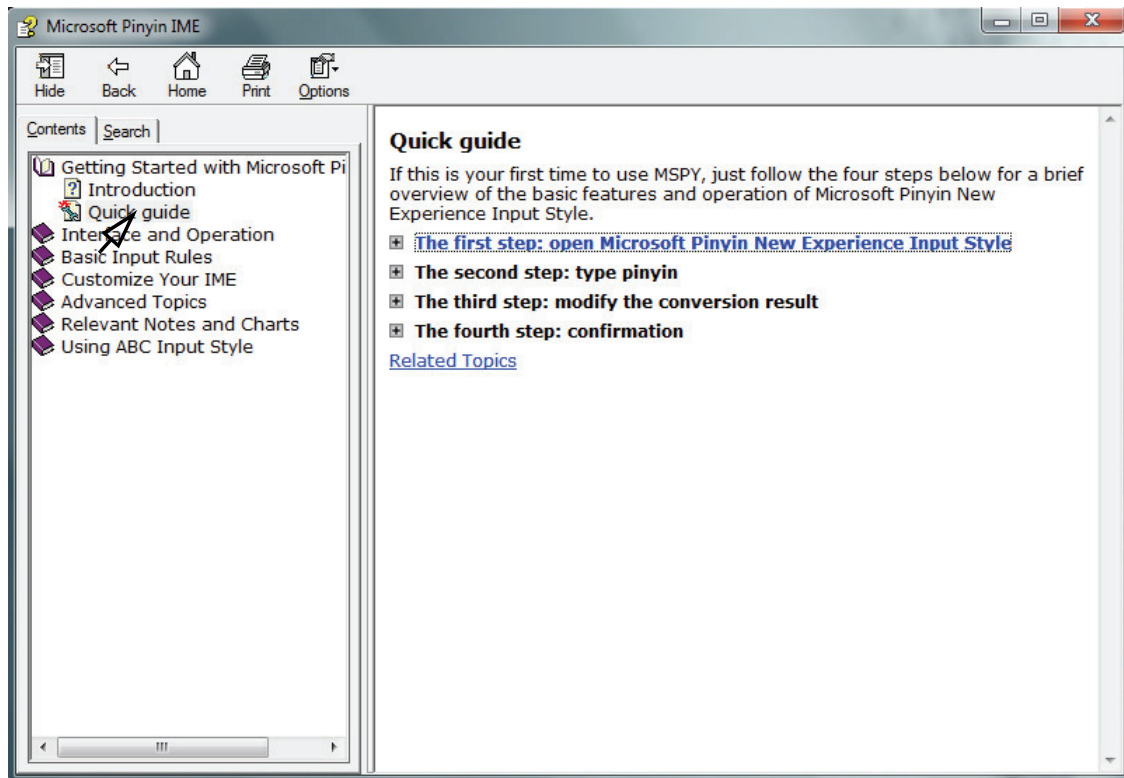 Microsoft Pinyin IME
Hide Back Home Print Options
Contents Search
Getting Started with Microsoft Pi
Introduction
Quick guide
Interface and Operation
Basic Input Rules
Customize Your IME
Advanced Topics
Relevant Notes and Charts
Using ABC Input Style
Quick guide
If this is your first time to use MSPY, just follow the four steps below for a brief
overview of the basic features and operation of Microsoft Pinyin New
Experience Input Style.
The first step: open Microsoft Pinyin New Experience Input Style
The second step: type pinyin
The third step: modify the conversion result
The fourth step: confirmation
Related Topics